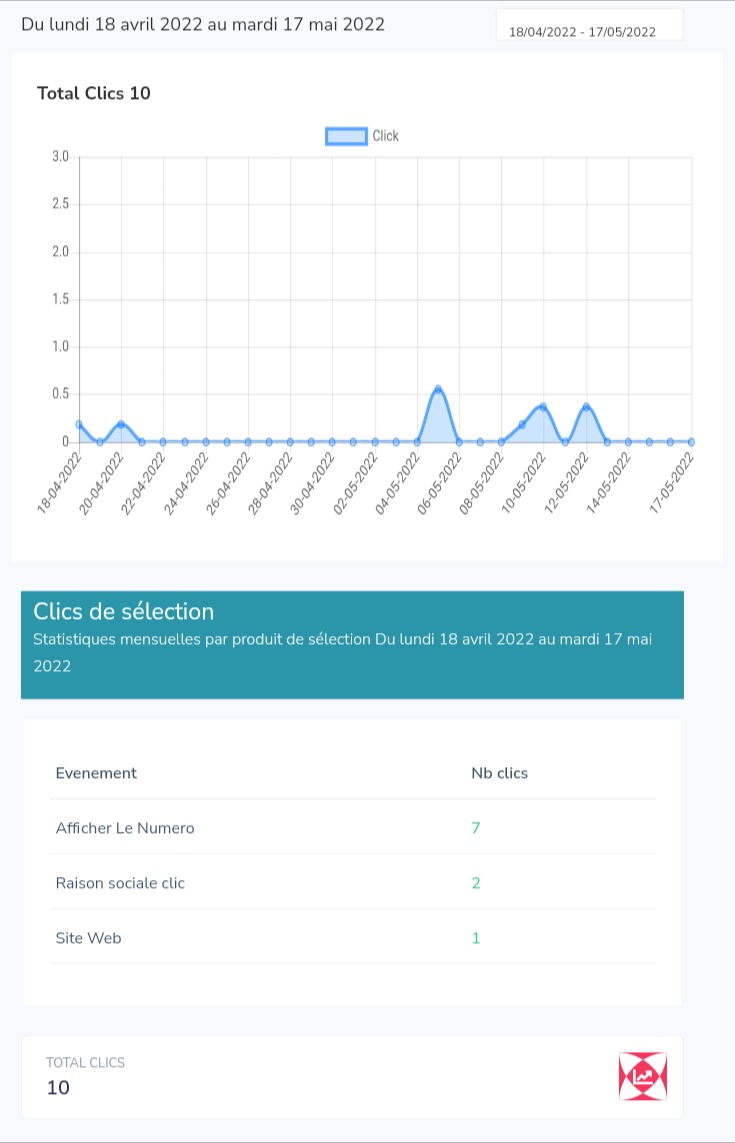 Du lundi 18 avril 2022 au mardi 17 mai 2022
18/04/2022 - 17/05/2022
Total Clics 10
Click
3.0
2.5
2.0
1.5
1.0
0.5
0
18-04-2022
20-04-2022
22-04-2022
24-04-2022
26-04-2022
28-04-2022
30-04-2022
02-05-2022
04-05-2022
06-05-2022
08-05-2022
10-05-2022
12-05-2022
14-05-2022
17-05-2022
Clics de sélection
Statistiques mensuelles par produit de sélection Du lundi 18 avril 2022 au mardi 17 mai
2022
Evenement Nb clics
Afficher Le Numero 7
Raison sociale clic 2
Site Web 1
TOTAL CLICS
10